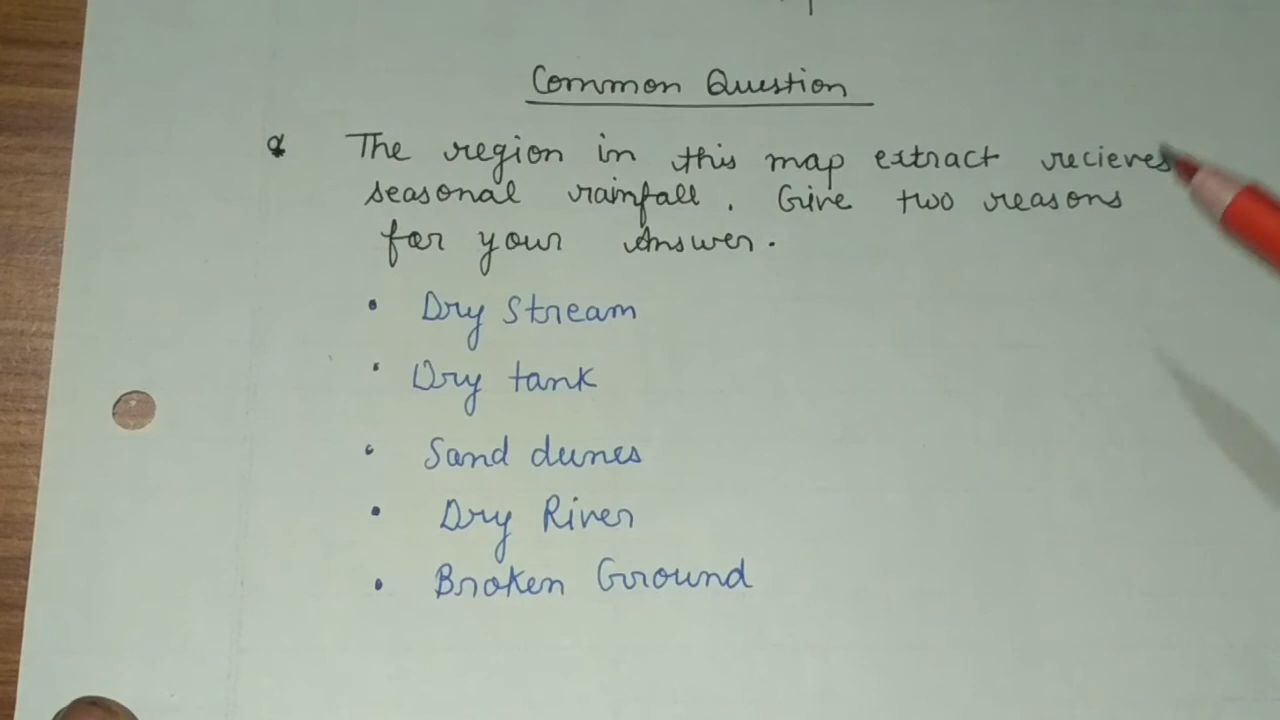 Common Question
Q The region in this map extract recieves
seasonal rainfall. Give two reasons
for your Answer.
• Dry Stream
• Dry tank
• Sand dunes
• Dry River
• Broken Ground